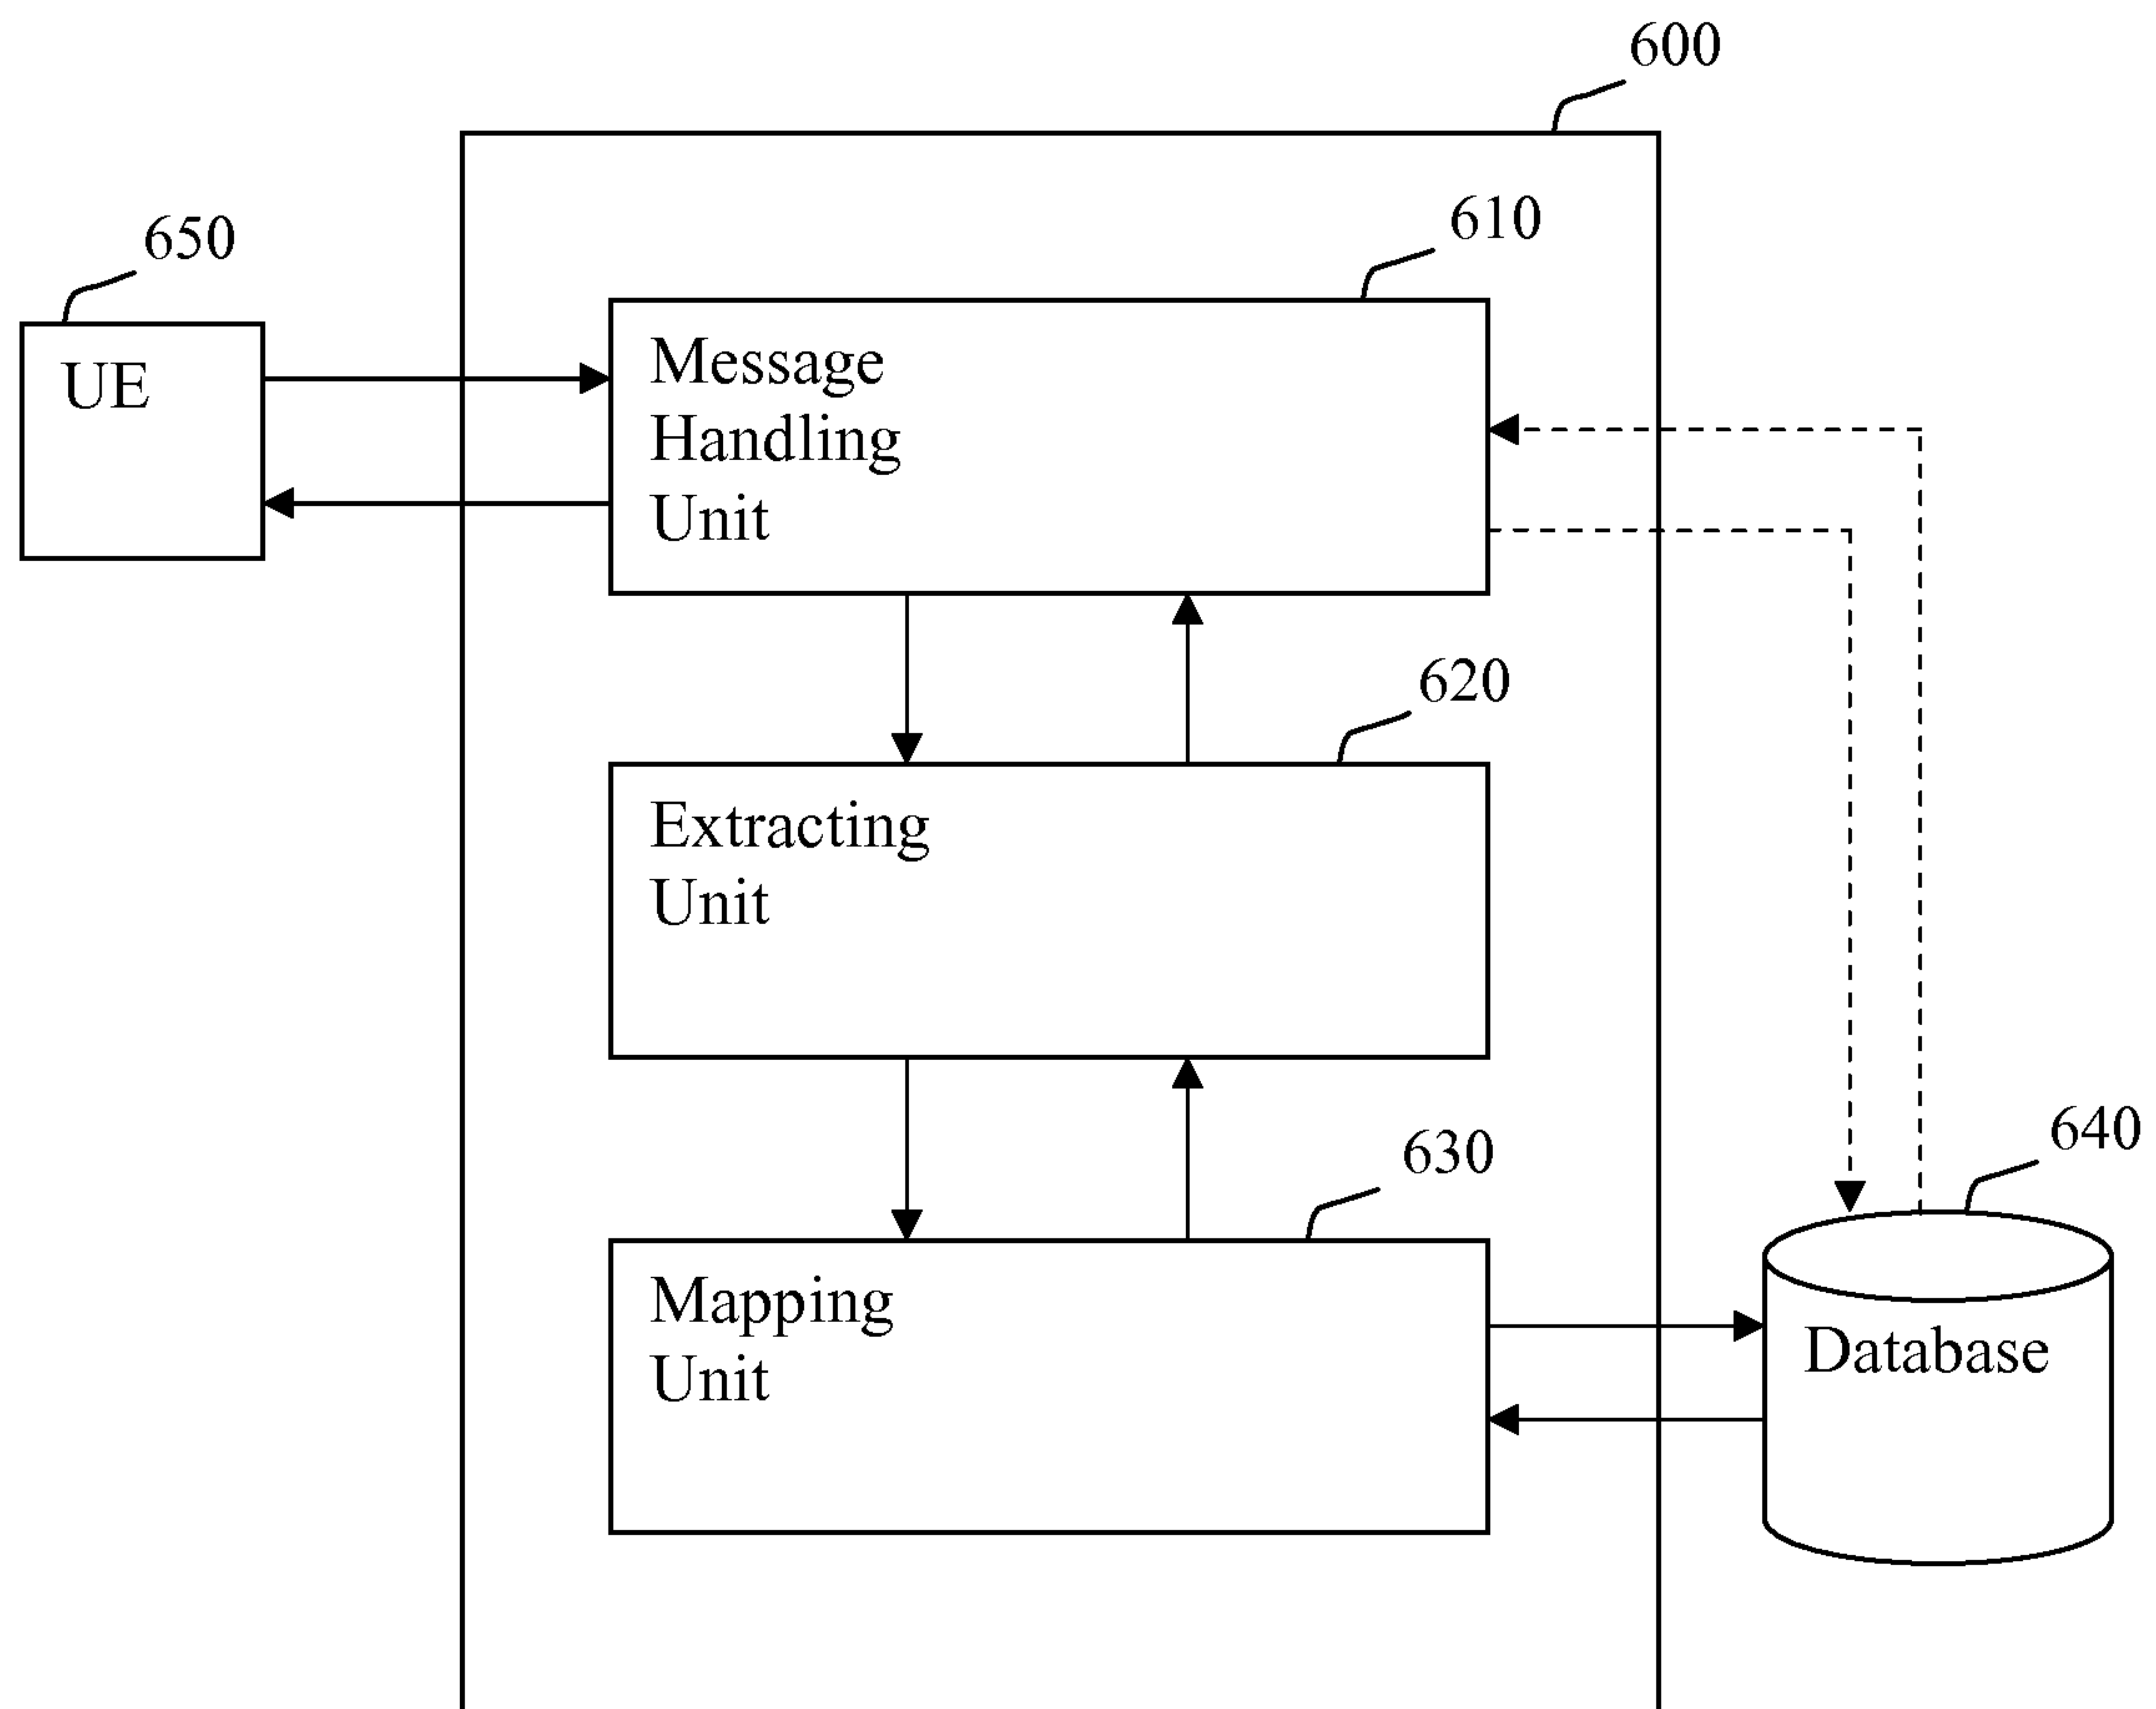 600
610
650
UE
Message
Handling
Unit
620
Extracting
Unit
640
630
Mapping
Unit
Database